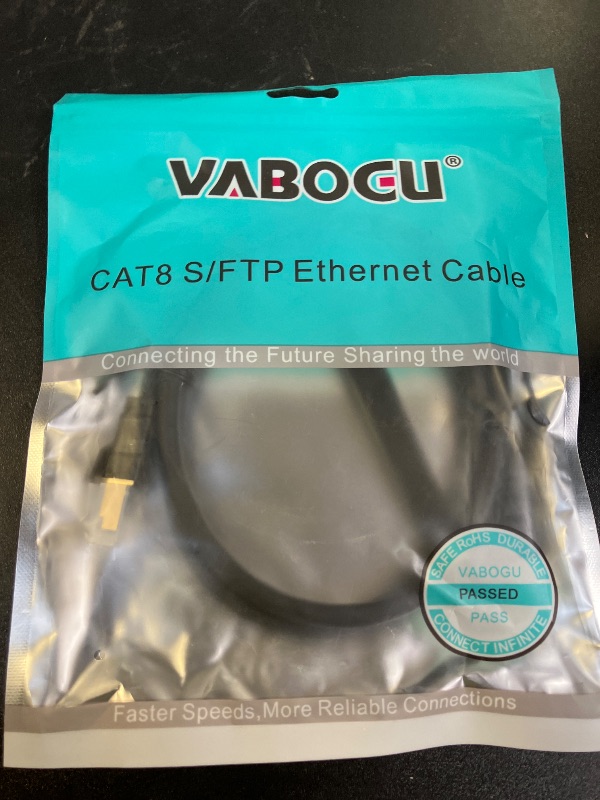 VABOGU®
CAT8 S/FTP Ethernet Cable
Connecting the Future Sharing the world
SAFE RoHS DURABLE
VABOGU
PASSED
PASS
CONNECT INFINITE
Faster Speeds,More Reliable Connections